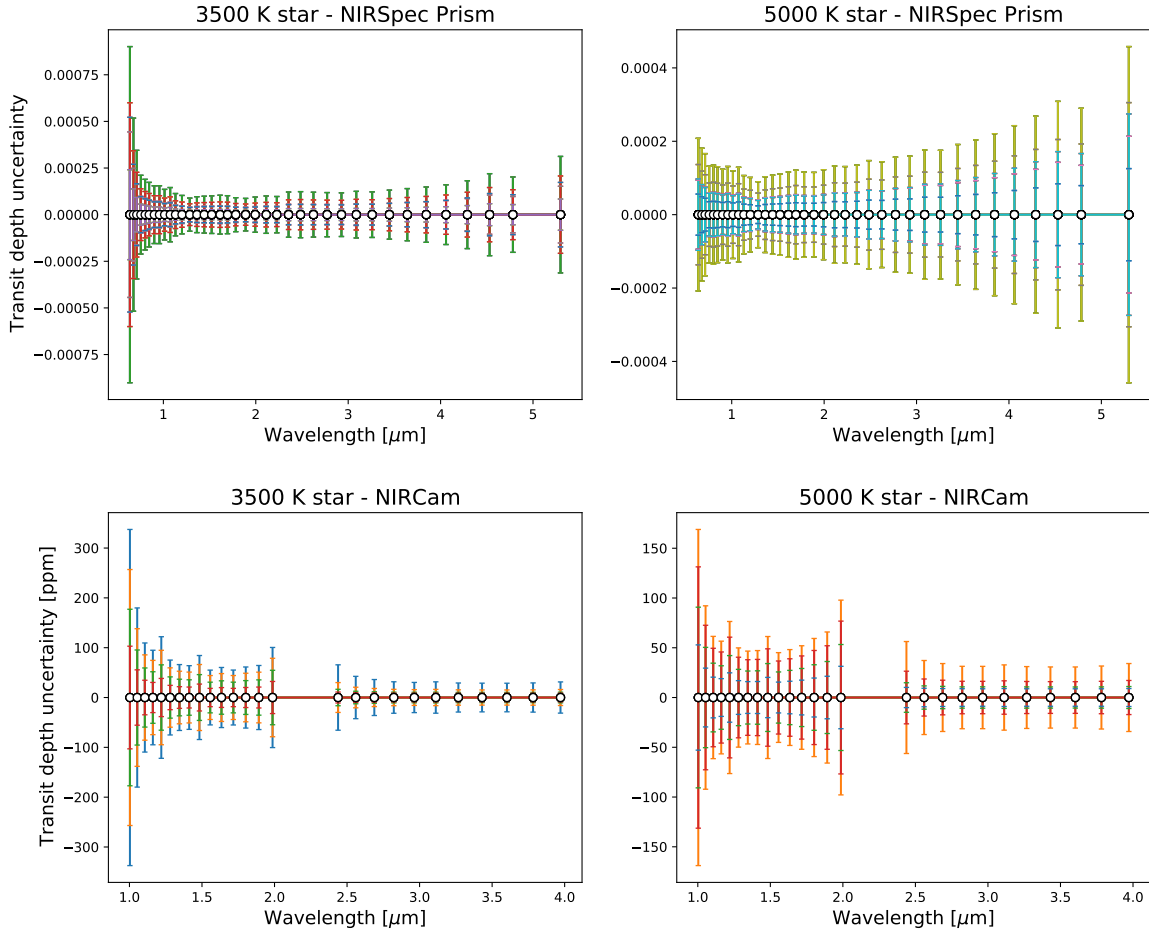 3500 K star - NIRSpec Prism
5000 K star - NIRSpec Prism
Transit depth uncertainty
0.00075
0.00050
0.00025
0.00000
−0.00025
−0.00050
−0.00075
1 2 3 4 5
Wavelength [μm]
0.0004
0.0002
0.0000
−0.0002
−0.0004
1 2 3 4 5
Wavelength [μm]
3500 K star - NIRCam
5000 K star - NIRCam
Transit depth uncertainty [ppm]
300
200
100
0
−100
−200
−300
1.0 1.5 2.0 2.5 3.0 3.5 4.0
Wavelength [μm]
150
100
50
0
−50
−100
−150
1.0 1.5 2.0 2.5 3.0 3.5 4.0
Wavelength [μm]